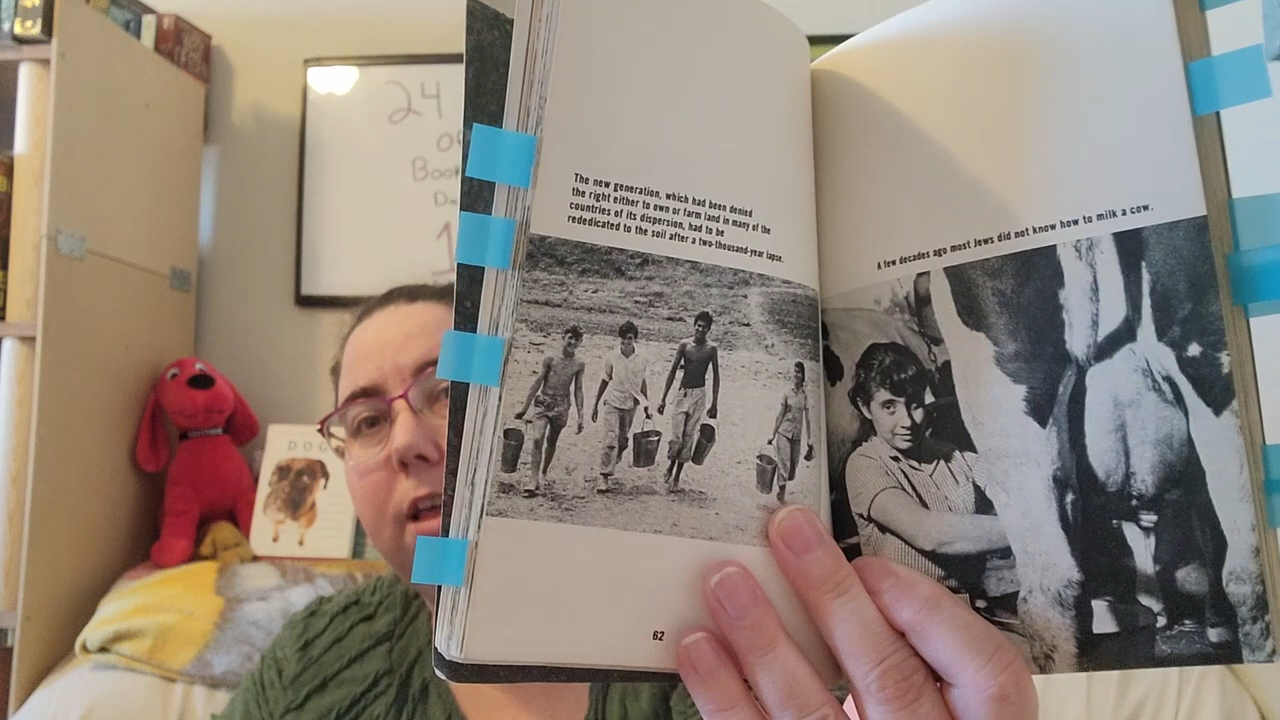 24
Book
The new generation, which had been denied
the right either to own or farm land in many of the
countries of its dispersion, had to be
rededicated to the soil after a two-thousand-year lapse.
A few decades ago most Jews did not know how to milk a cow.
DOG
62